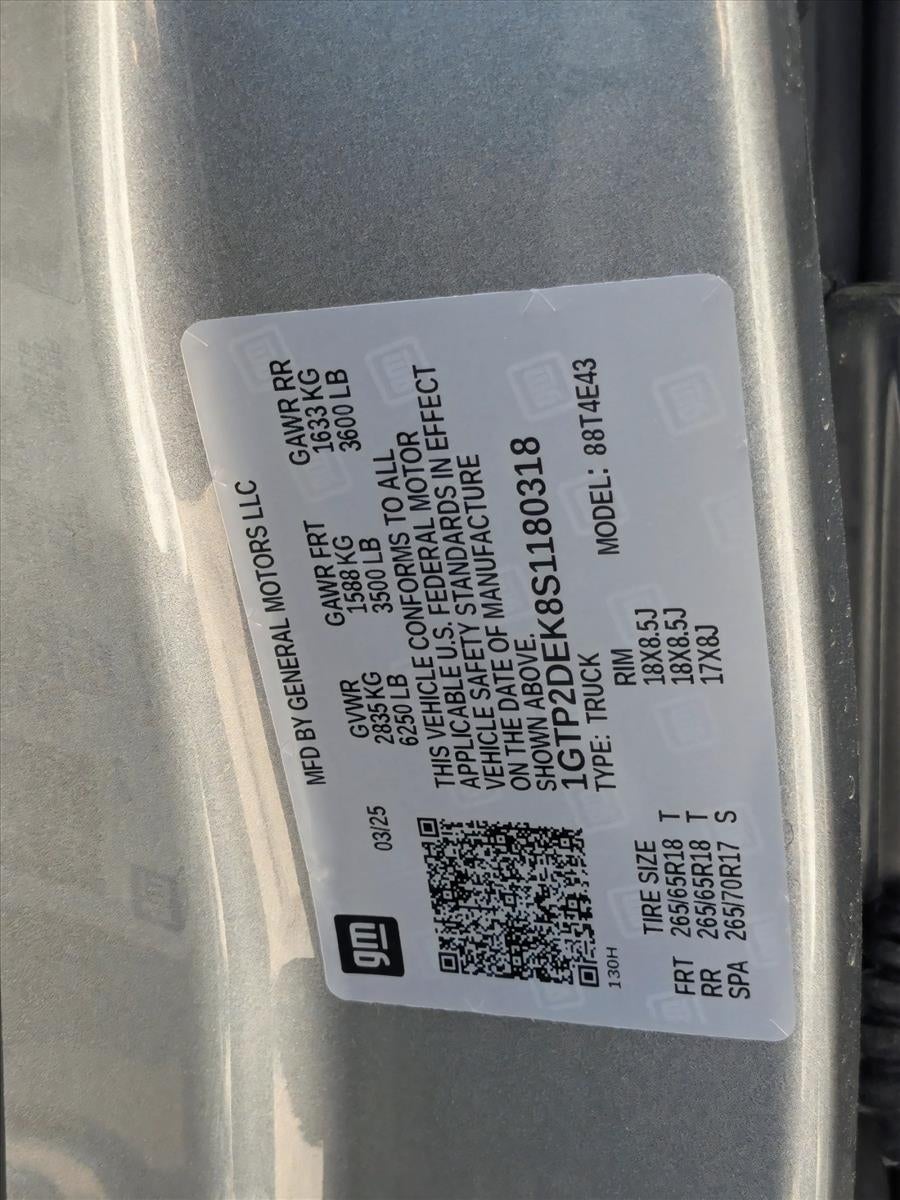 gm
03/25
MFD BY GENERAL MOTORS LLC
GVWR GAWR FRT GAWR RR
2835 KG 1588 KG 1633 KG
6250 LB 3500 LB 3600 LB
THIS VEHICLE CONFORMS TO ALL
APPLICABLE U.S. FEDERAL MOTOR
VEHICLE SAFETY STANDARDS IN EFFECT
ON THE DATE OF MANUFACTURE
SHOWN ABOVE.
1GTP2DEK8S1180318
TYPE: TRUCK MODEL: 88T4E43
130H
TIRE SIZE RIM
FRT 265/65R18 T 18X8.5J
RR 265/65R18 T 18X8.5J
SPA 265/70R17 S 17X8J